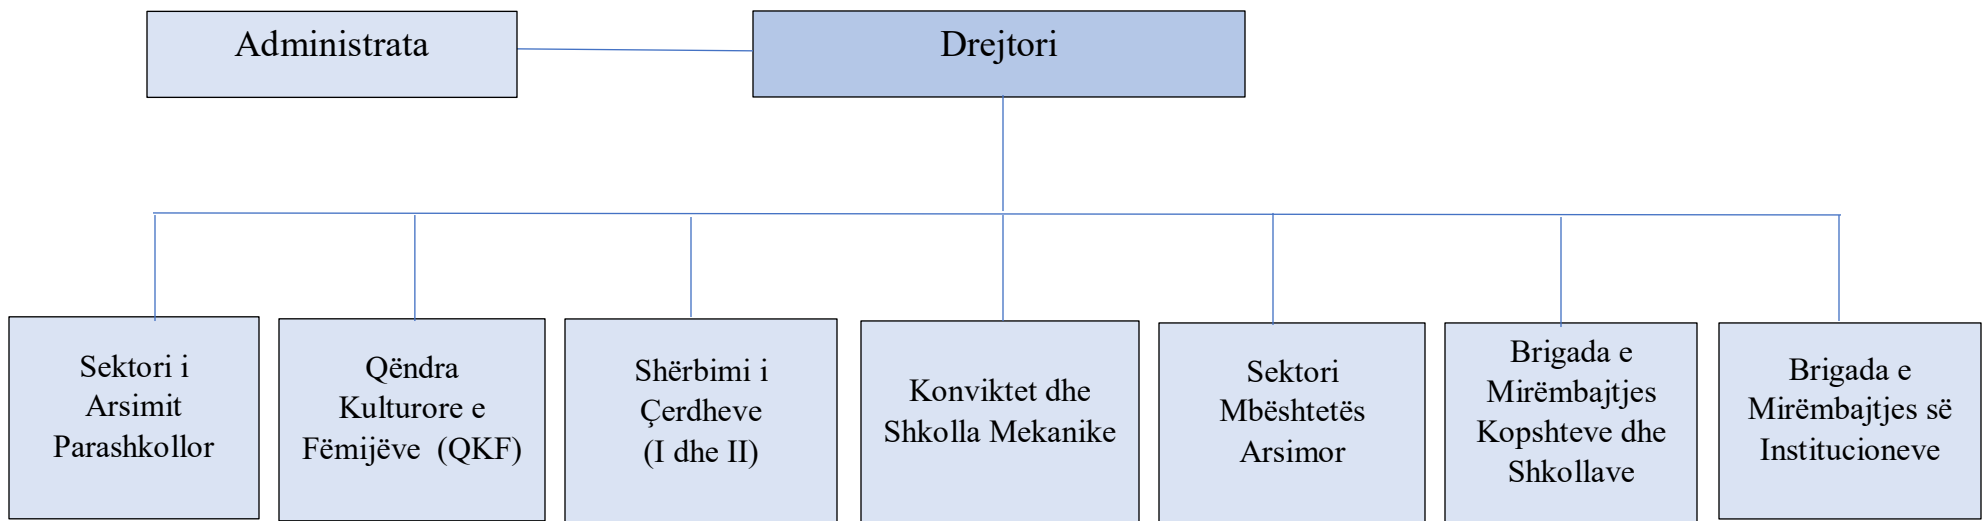 Administrata
Drejtori
Sektori i
Arsimit
Parashkollor
Qëndra
Kulturore e
Fëmijëve (QKF)
Shërbimi i
Çerdheve
(I dhe II)
Konviktet dhe
Shkolla Mekanike
Sektori
Mbështetës
Arsimor
Brigada e
Mirëmbajtjes
Kopshteve dhe
Shkollave
Brigada e
Mirëmbajtjes së
Institucioneve